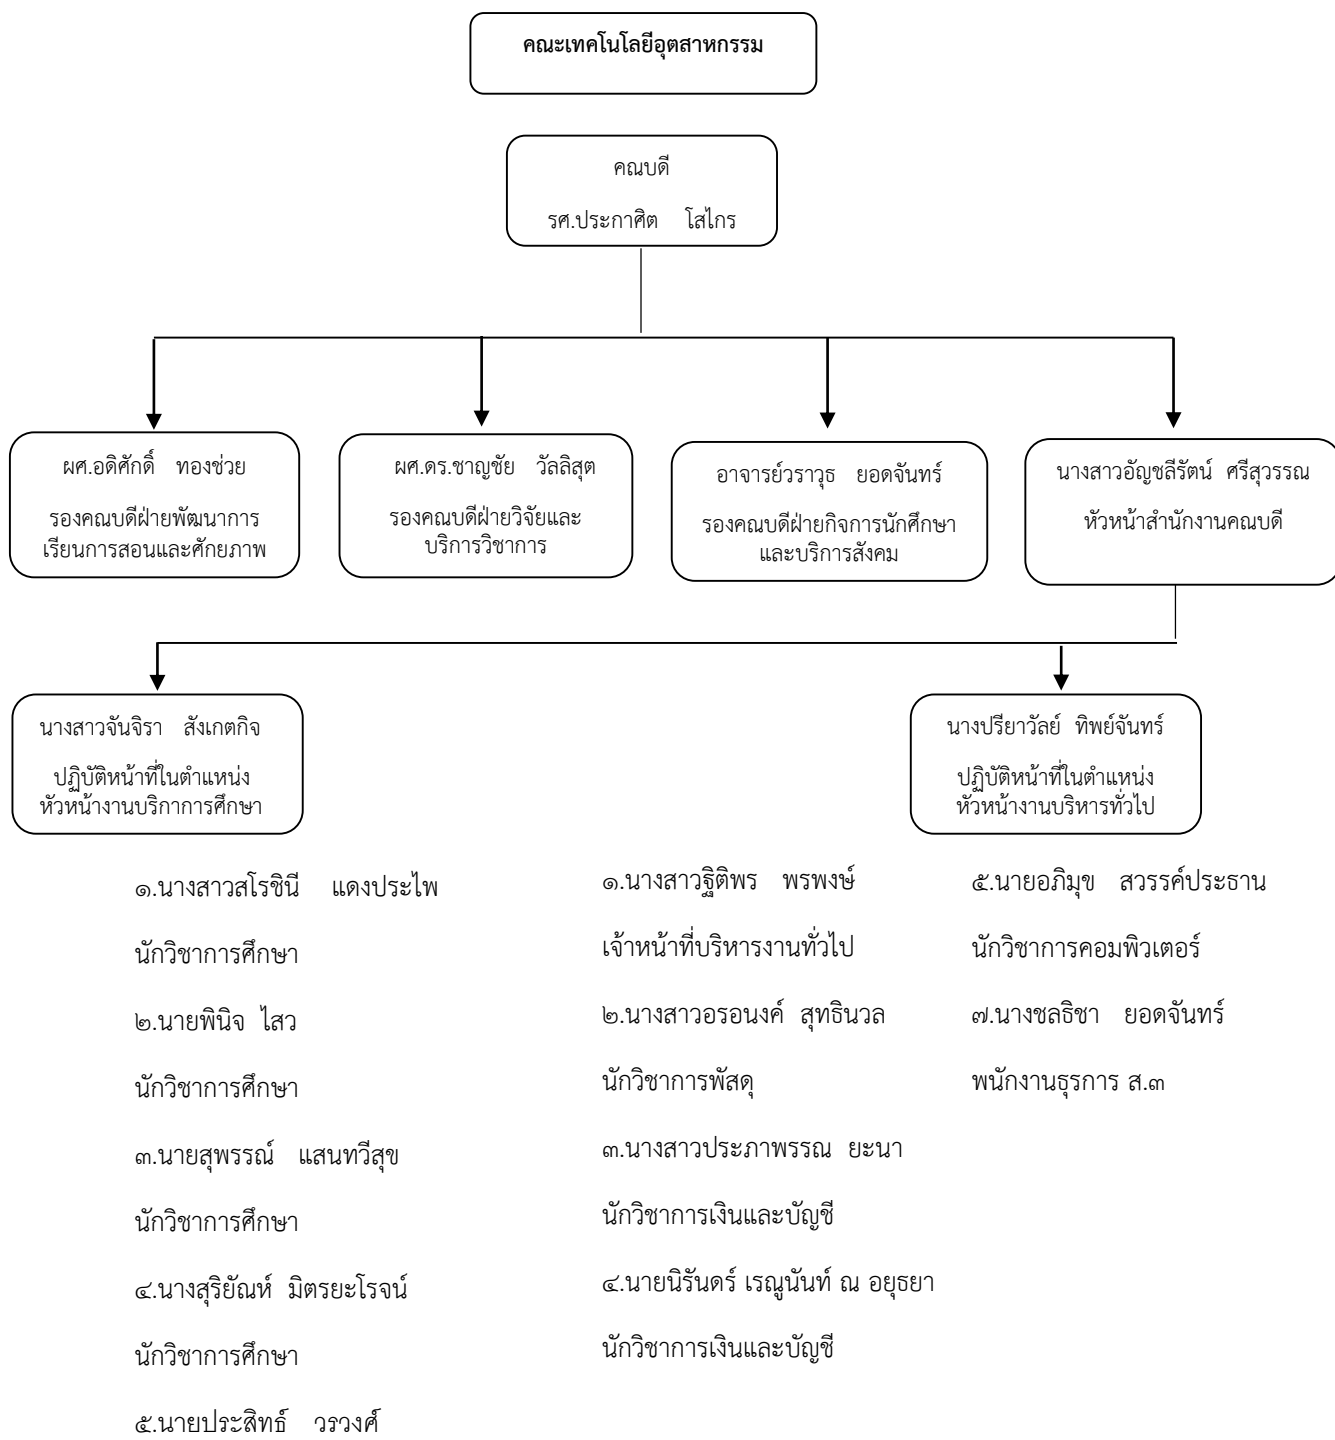 คณะเทคโนโลยีอุตสาหกรรม
คณบดี
รศ.ประกาศิต โสไกร
ผศ.อดิศักดิ์ ทองช่วย
รองคณบดีฝ่ายพัฒนาการ
เรียนการสอนและศักยภาพ
ผศ.ดร.ชาญชัย วัลลิสุต
รองคณบดีฝ่ายวิจัยและ
บริการวิชาการ
อาจารย์วราวุธ ยอดจันทร์
รองคณบดีฝ่ายกิจการนักศึกษา
และบริการสังคม
นางสาวอัญชลีรัตน์ ศรีสุวรรณ
หัวหน้าสำนักงานคณบดี
นางสาวจันจิรา สังเกตกิจ
ปฏิบัติหน้าที่ในตำแหน่ง
หัวหน้างานบริกาการศึกษา
นางปรียาวัลย์ ทิพย์จันทร์
ปฏิบัติหน้าที่ในตำแหน่ง
หัวหน้างานบริหารทั่วไป
๑.นางสาวสโรชินี แดงประไพ
นักวิชาการศึกษา
๒.นายพินิจ ไสว
นักวิชาการศึกษา
๓.นายสุพรรณ์ แสนทวีสุข
นักวิชาการศึกษา
๔.นางสุริยัณห์ มิตรยะโรจน์
นักวิชาการศึกษา
๕.นายประสิทธิ์ วรวงศ์
๑.นางสาวฐิติพร พรพงษ์
เจ้าหน้าที่บริหารงานทั่วไป
๒.นางสาวอรอนงค์ สุทธินวล
นักวิชาการพัสดุ
๓.นางสาวประภาพรรณ ยะนา
นักวิชาการเงินและบัญชี
๔.นายนิรันดร์ เรณูนันท์ ณ อยุธยา
นักวิชาการเงินและบัญชี
๕.นายอภิมุข สวรรค์ประธาน
นักวิชาการคอมพิวเตอร์
๗.นางชลธิชา ยอดจันทร์
พนักงานธุรการ ส.๓